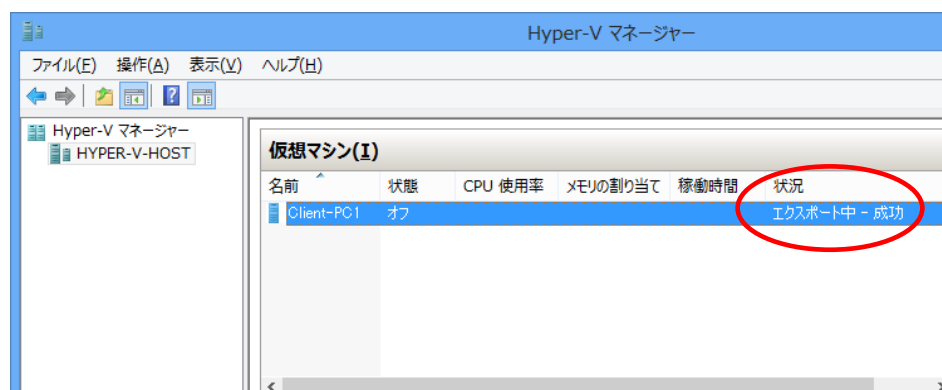 Hyper-V マネージャー
ファイル(F) 操作(A) 表示(V) ヘルプ(H)
Hyper-V マネージャー
HYPER-V-HOST
仮想マシン(I)
名前 状態 CPU 使用率 メモリの割り当て 稼働時間 状況
Client-PC1 オフ エクスポート中 - 成功